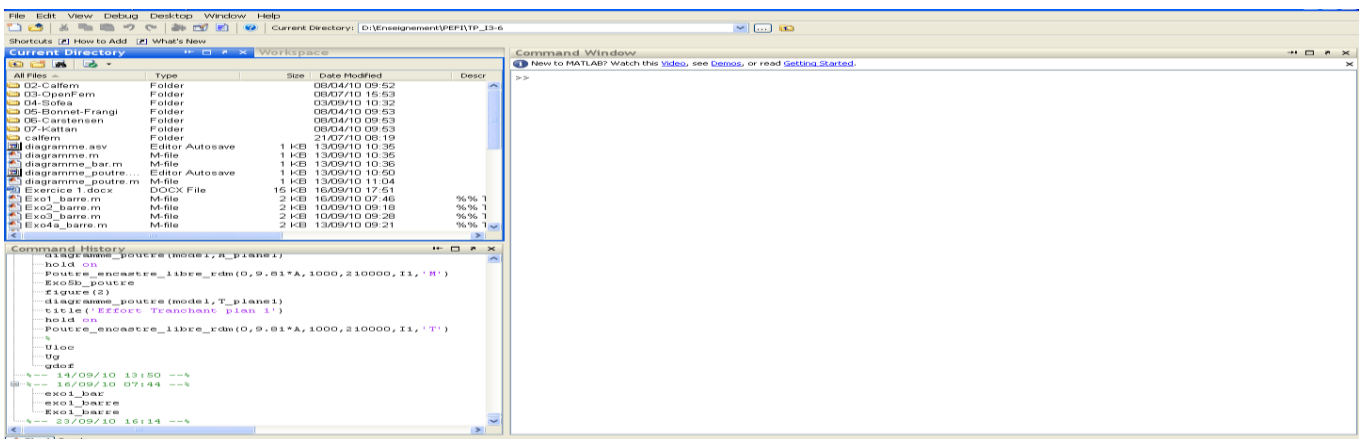 File Edit View Debug Desktop Window Help
Current Directory: D:\Enseignement\PEFI\TP_I3-6
Shortcuts How to Add What's New
Current Directory Workspace
All Files Type Size Date Modified Descr
02-Calfem Folder 08/04/10 09:52
03-OpenFem Folder 08/07/10 15:53
04-Sofea Folder 03/09/10 10:32
05-Bonnet-Frangi Folder 08/04/10 09:53
06-Carstensen Folder 08/04/10 09:53
07-Kattan Folder 08/04/10 09:53
calfem Folder 21/07/10 08:19
diagramme.asv Editor Autosave 1 KB 13/09/10 10:35
diagramme.m M-file 1 KB 13/09/10 10:35
diagramme_bar.m M-file 1 KB 13/09/10 10:36
diagramme_poutre.... Editor Autosave 1 KB 13/09/10 10:50
diagramme_poutre.m M-file 1 KB 13/09/10 11:04
Exercice 1.docx DOCX File 15 KB 16/09/10 17:51
Exo1_barre.m M-file 2 KB 16/09/10 07:46 %% T
Exo2_barre.m M-file 2 KB 10/09/10 09:18 %% T
Exo3_barre.m M-file 2 KB 10/09/10 09:28 %% T
Exo4a_barre.m M-file 2 KB 13/09/10 09:21 %% T
Command History
hold on
Poutre_encastre_libre_rdm(0,9.81*A,1000,210000,I1,'M')
Exo5b_poutre
figure(2)
diagramme_poutre(model,T_plane1)
title('Effort Tranchant plan 1')
hold on
Poutre_encastre_libre_rdm(0,9.81*A,1000,210000,I1,'T')
%
Uloc
Ug
gdof
%-- 14/09/10 13:50 --%
%-- 16/09/10 07:44 --%
exo1_bar
exo1_barre
Exo1_barre
%-- 23/09/10 16:14 --%
Command Window
New to MATLAB? Watch this Video, see Demos, or read Getting Started.
>>